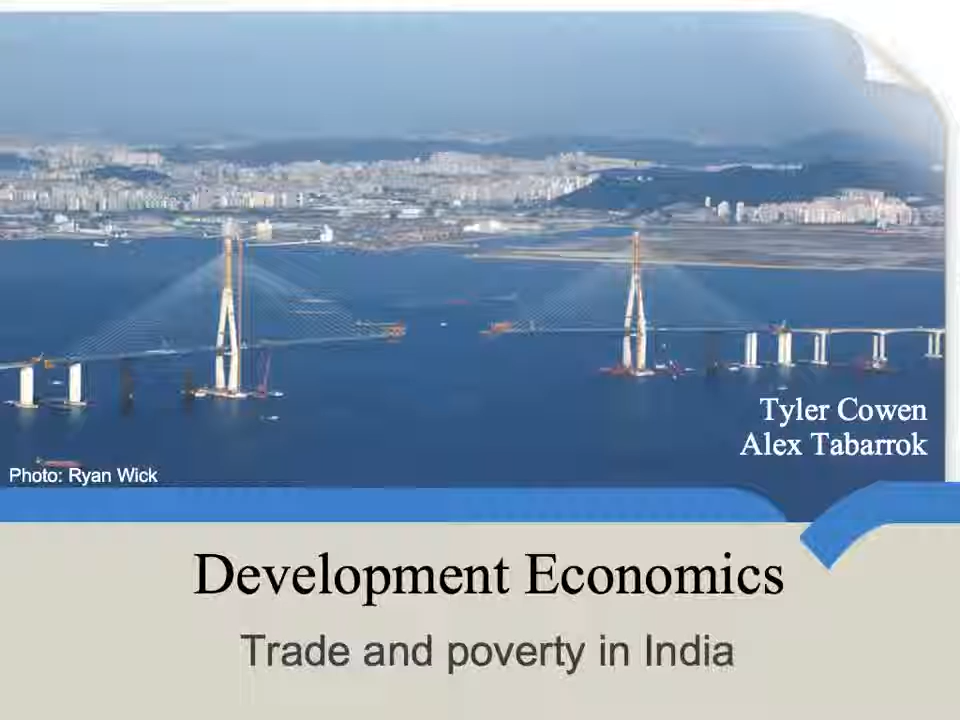 Tyler Cowen
Alex Tabarrok
Photo: Ryan Wick
Development Economics
Trade and poverty in India